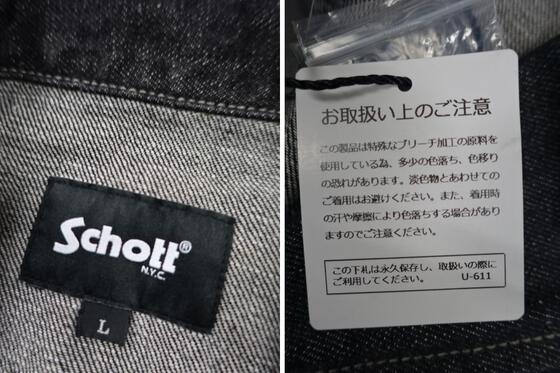 Schott®
N.Y.C.
L
お取扱い上のご注意
この製品は特殊なブリーチ加工の原料を
使用している為、多少の色落ち、色移り
の恐れがあります。淡色物とあわせての
ご着用はお避けください。また、着用時
の汗や摩擦により色落ちする場合があり
ますのでご注意ください。
この下札は永久保存し、取扱いの際に
ご利用してください。 U-611